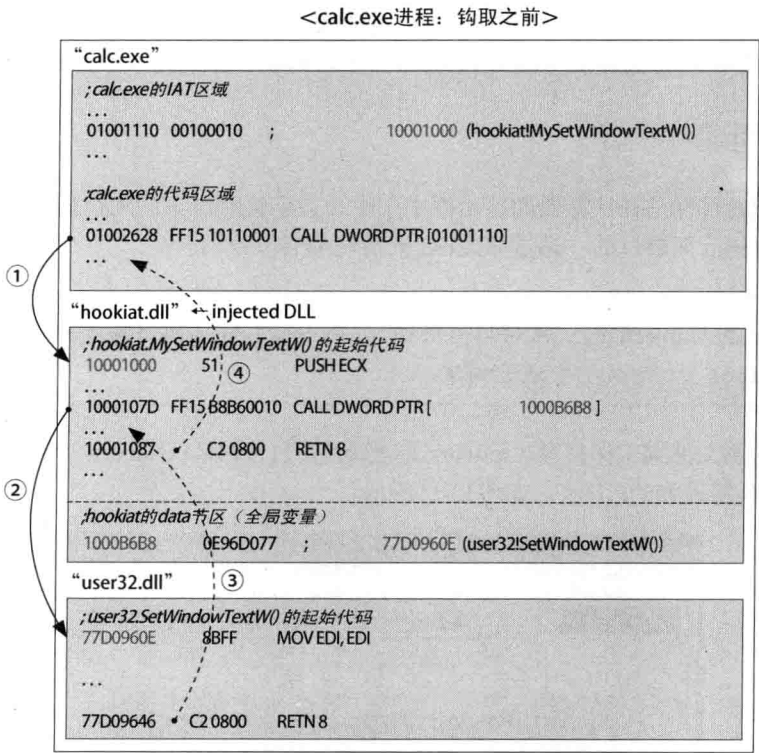 <calc.exe进程：钩取之前>
“calc.exe”
;calc.exe的IAT区域
...
01001110 00100010 ; 10001000 (hookiat!MySetWindowTextW())
...
;calc.exe的代码区域
...
01002628 FF15 10110001 CALL DWORD PTR [01001110]
...
①
“hookiat.dll” injected DLL
;hookiat.MySetWindowTextW() 的起始代码
10001000 51 PUSH ECX
④
...
1000107D FF15 B8B60010 CALL DWORD PTR [ 1000B6B8 ]
...
10001087 C2 0800 RETN 8
...
②
;hookiat的data节区（全局变量）
1000B6B8 0E96D077 ; 77D0960E (user32!SetWindowTextW())
“user32.dll” ③
;user32.SetWindowTextW() 的起始代码
77D0960E 8BFF MOV EDI, EDI
...
77D09646 C2 0800 RETN 8